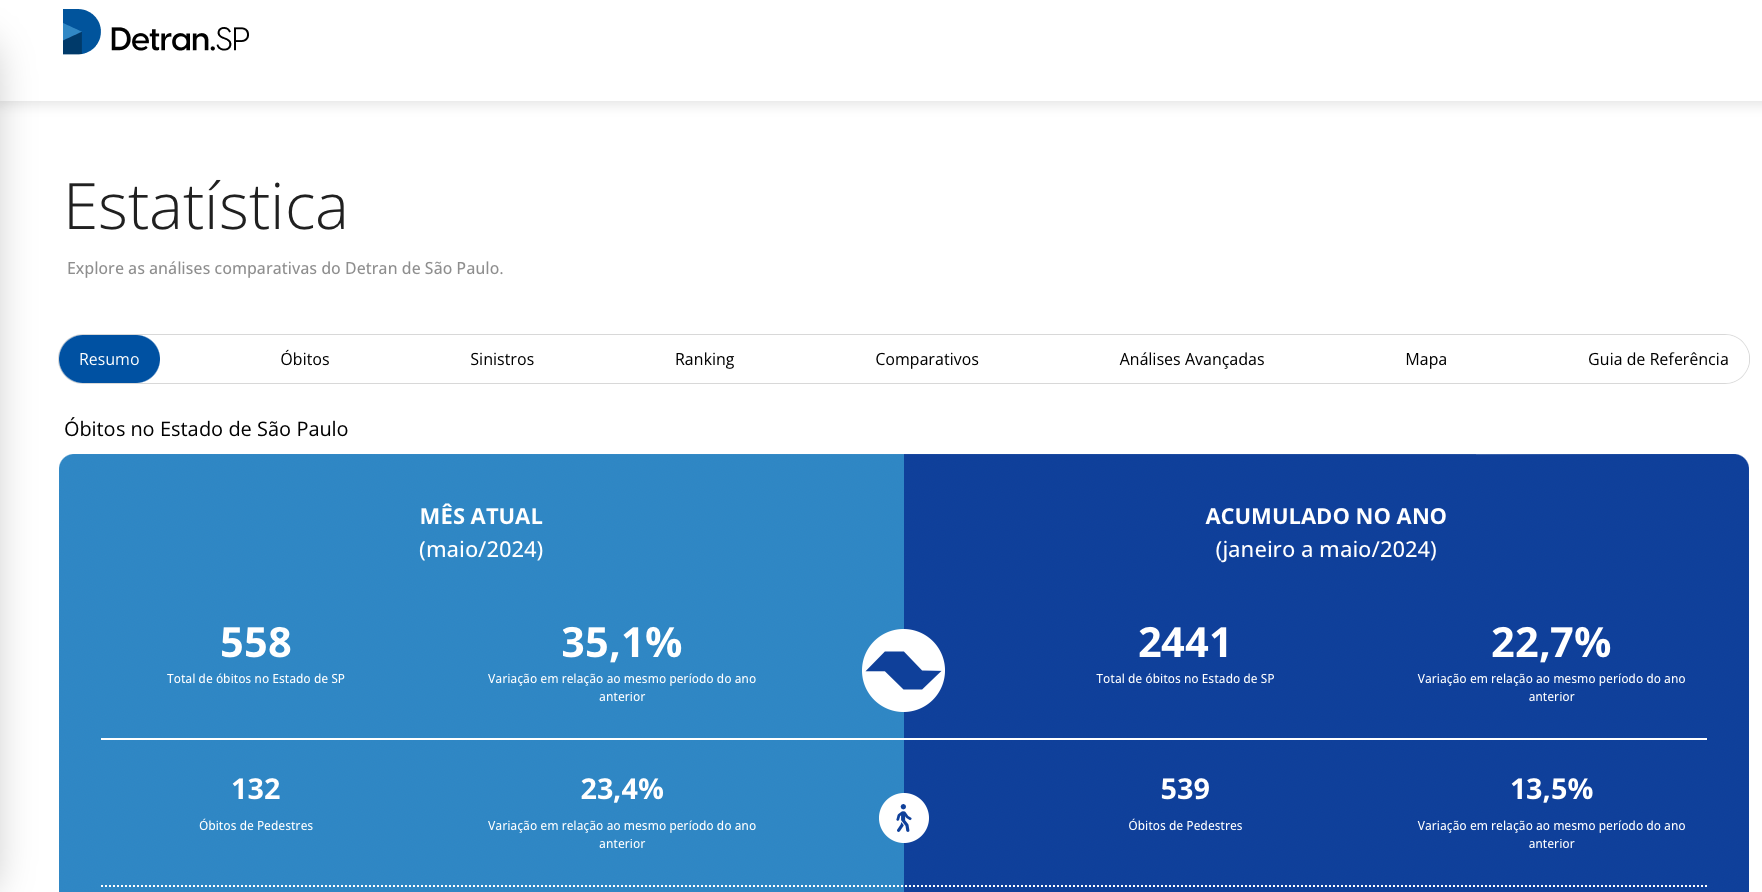 Detran.SP
Estatística
Explore as análises comparativas do Detran de São Paulo.
Resumo
Óbitos
Sinistros
Ranking
Comparativos
Análises Avançadas
Mapa
Guia de Referência
Óbitos no Estado de São Paulo
MÊS ATUAL
(maio/2024)
ACUMULADO NO ANO
(janeiro a maio/2024)
558
Total de óbitos no Estado de SP
35,1%
Variação em relação ao mesmo período do ano
anterior
2441
Total de óbitos no Estado de SP
22,7%
Variação em relação ao mesmo período do ano
anterior
132
Óbitos de Pedestres
23,4%
Variação em relação ao mesmo período do ano
anterior
539
Óbitos de Pedestres
13,5%
Variação em relação ao mesmo período do ano
anterior